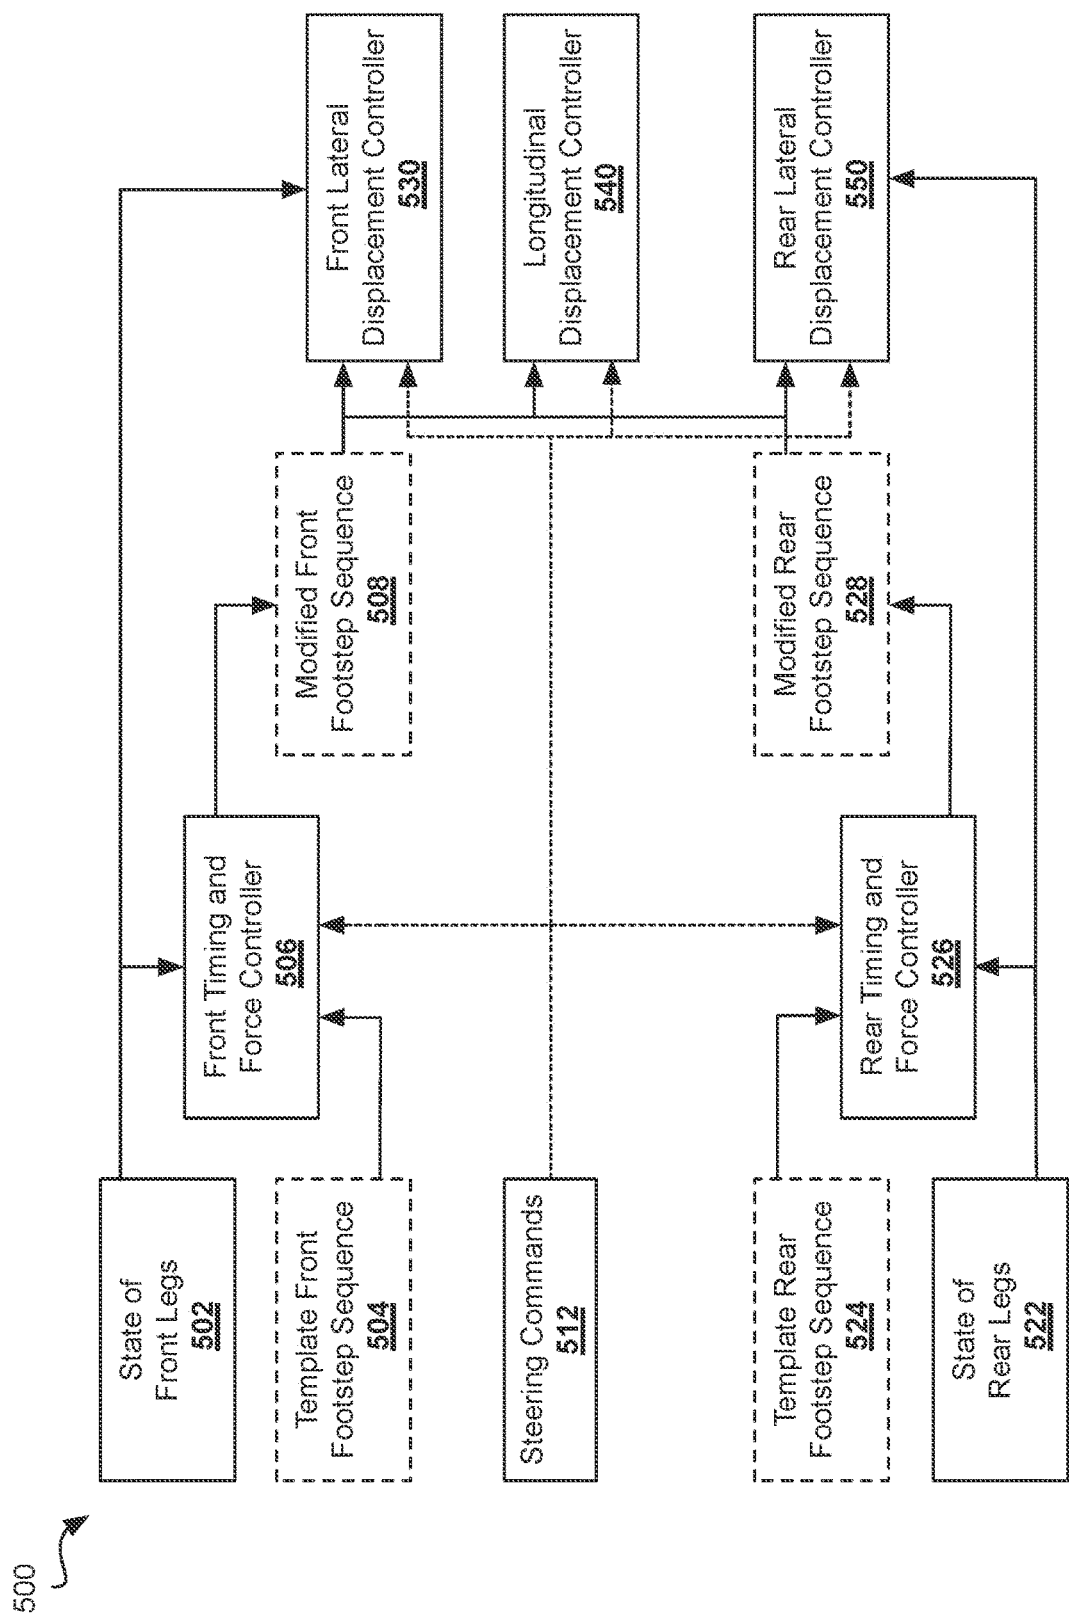 500
State of
Front Legs
502
Template Front
Footstep Sequence
504
Steering Commands
512
Template Rear
Footstep Sequence
524
State of
Rear Legs
522
Front Timing and
Force Controller
506
Rear Timing and
Force Controller
526
Modified Front
Footstep Sequence
508
Modified Rear
Footstep Sequence
528
Front Lateral
Displacement Controller
530
Longitudinal
Displacement Controller
540
Rear Lateral
Displacement Controller
550